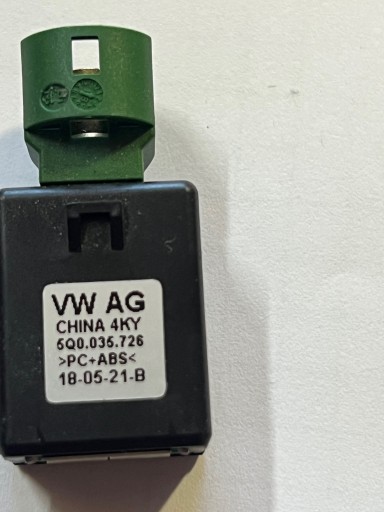 VW AG
CHINA 4KY
5Q0.035.726
>PC+ABS<
18-05-21-B